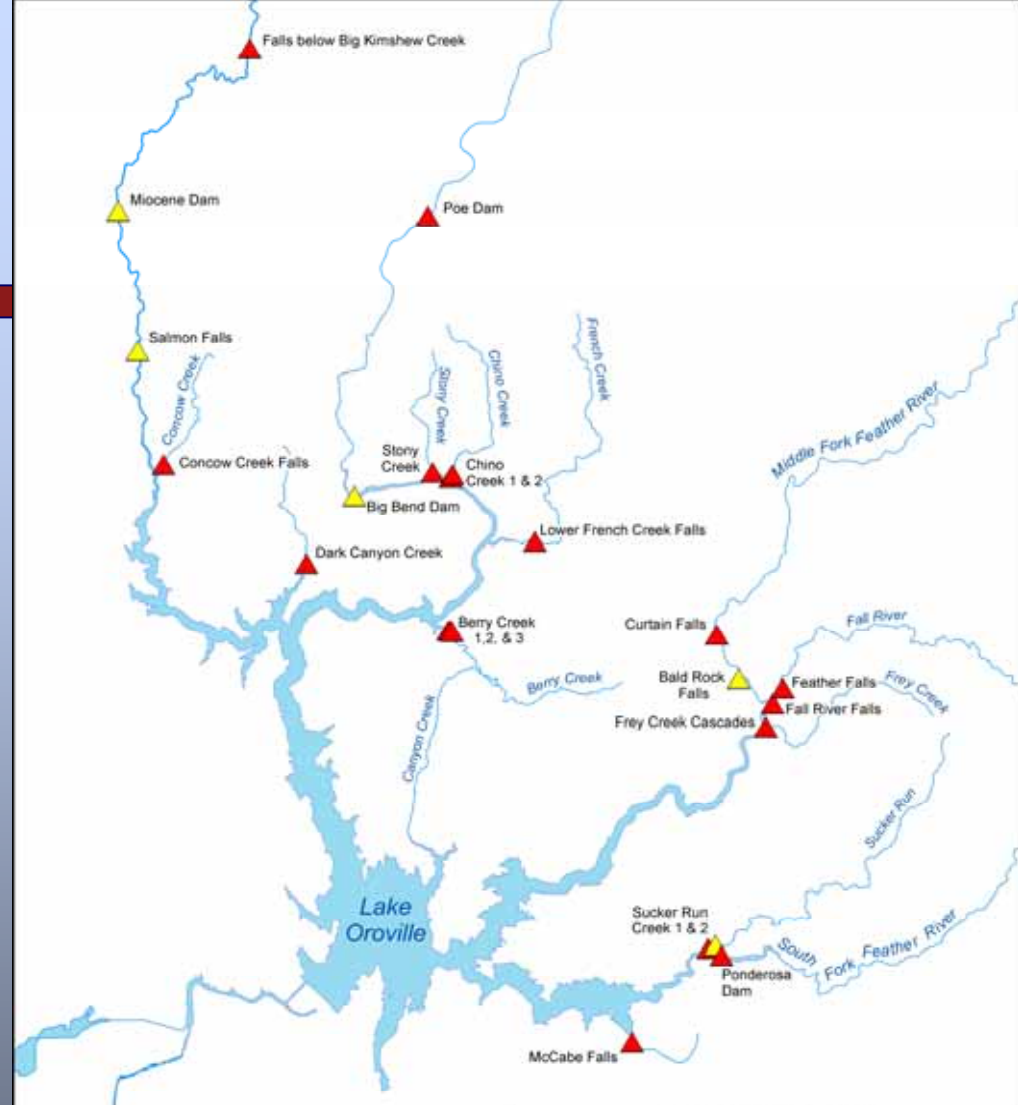 Falls below Big Kimshew Creek
Miocene Dam
Poe Dam
Salmon Falls
Concow Creek
Stony Creek
Chino Creek
French Creek
Middle Fork Feather River
Concow Creek Falls
Stony
Creek
Chino
Creek 1 & 2
Big Bend Dam
Lower French Creek Falls
Dark Canyon Creek
Berry Creek
1,2, & 3
Curtain Falls
Fall River
Bald Rock
Falls
Feather Falls
Frey Creek
Fall River Falls
Frey Creek Cascades
Berry Creek
Canyon Creek
Sucker Run
Lake
Oroville
Sucker Run
Creek 1 & 2
South Fork Feather River
Ponderosa
Dam
McCabe Falls